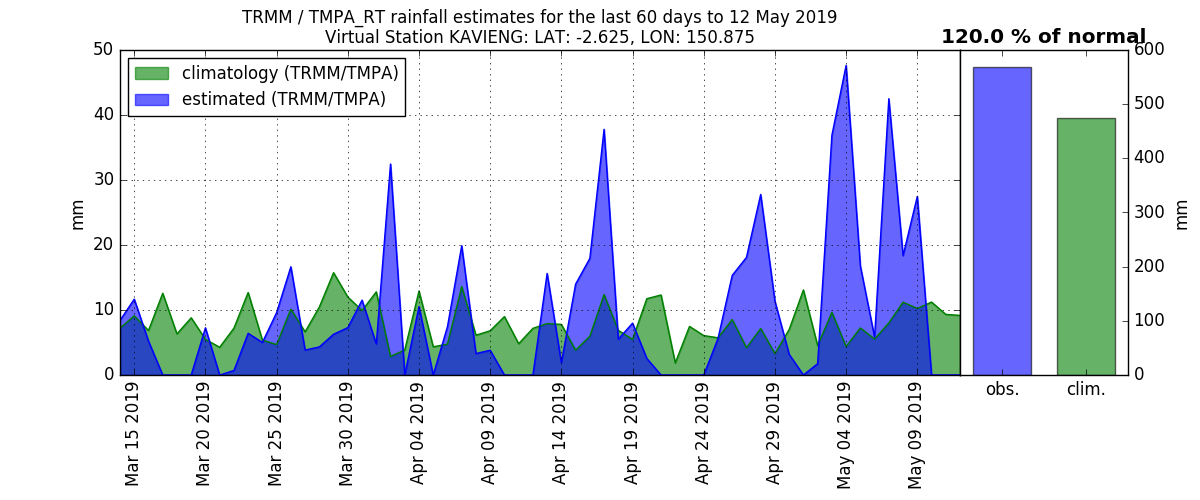 TRMM / TMPA_RT rainfall estimates for the last 60 days to 12 May 2019
Virtual Station KAVIENG: LAT: -2.625, LON: 150.875
120.0 % of normal
climatology (TRMM/TMPA)
estimated (TRMM/TMPA)
50
40
30
20
10
0
mm
Mar 15 2019
Mar 20 2019
Mar 25 2019
Mar 30 2019
Apr 04 2019
Apr 09 2019
Apr 14 2019
Apr 19 2019
Apr 24 2019
Apr 29 2019
May 04 2019
May 09 2019
obs.
clim.
600
500
400
300
200
100
0
mm